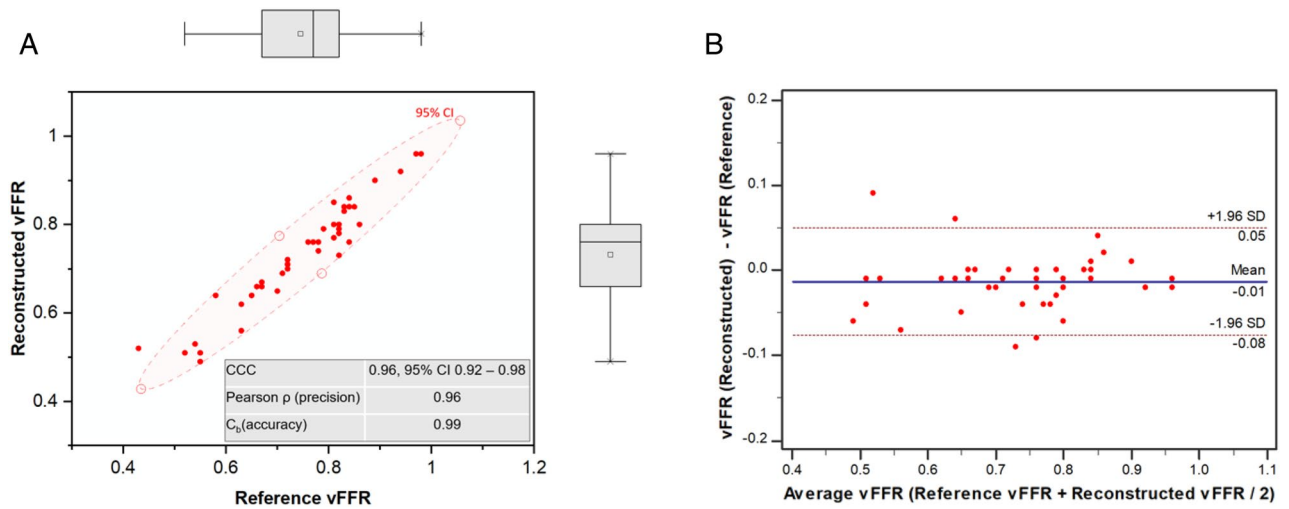 A
95% CI
1
0.8
0.6
0.4
Reconstructed vFFR
CCC 0.96, 95% CI 0.92 – 0.98
Pearson ρ (precision) 0.96
Cb(accuracy) 0.99
0.4 0.6 0.8 1 1.2
Reference vFFR
B
0.2
0.1
0.0
-0.1
-0.2
vFFR (Reconstructed) - vFFR (Reference)
+1.96 SD
0.05
Mean
-0.01
-1.96 SD
-0.08
0.4 0.5 0.6 0.7 0.8 0.9 1.0 1.1
Average vFFR (Reference vFFR + Reconstructed vFFR / 2)